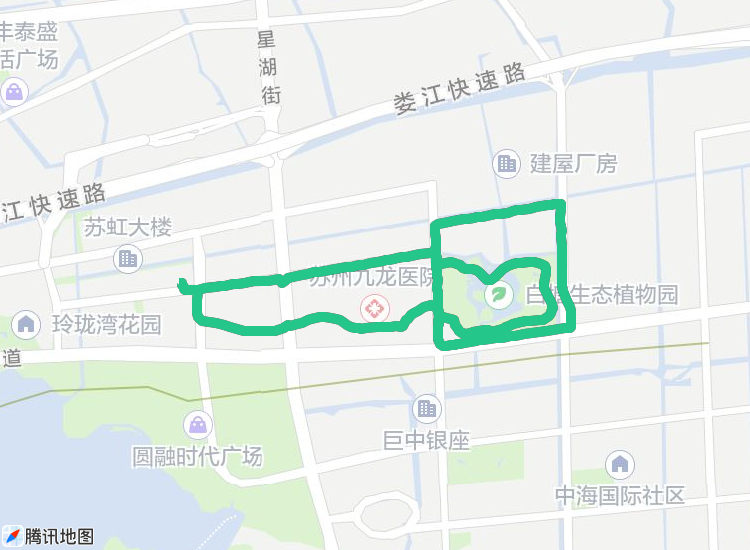 丰泰盛
活广场
星湖街
娄江快速路
建屋厂房
江快速路
苏虹大楼
苏州九龙医院
白塘生态植物园
玲珑湾花园
道
巨中银座
圆融时代广场
中海国际社区
腾讯地图